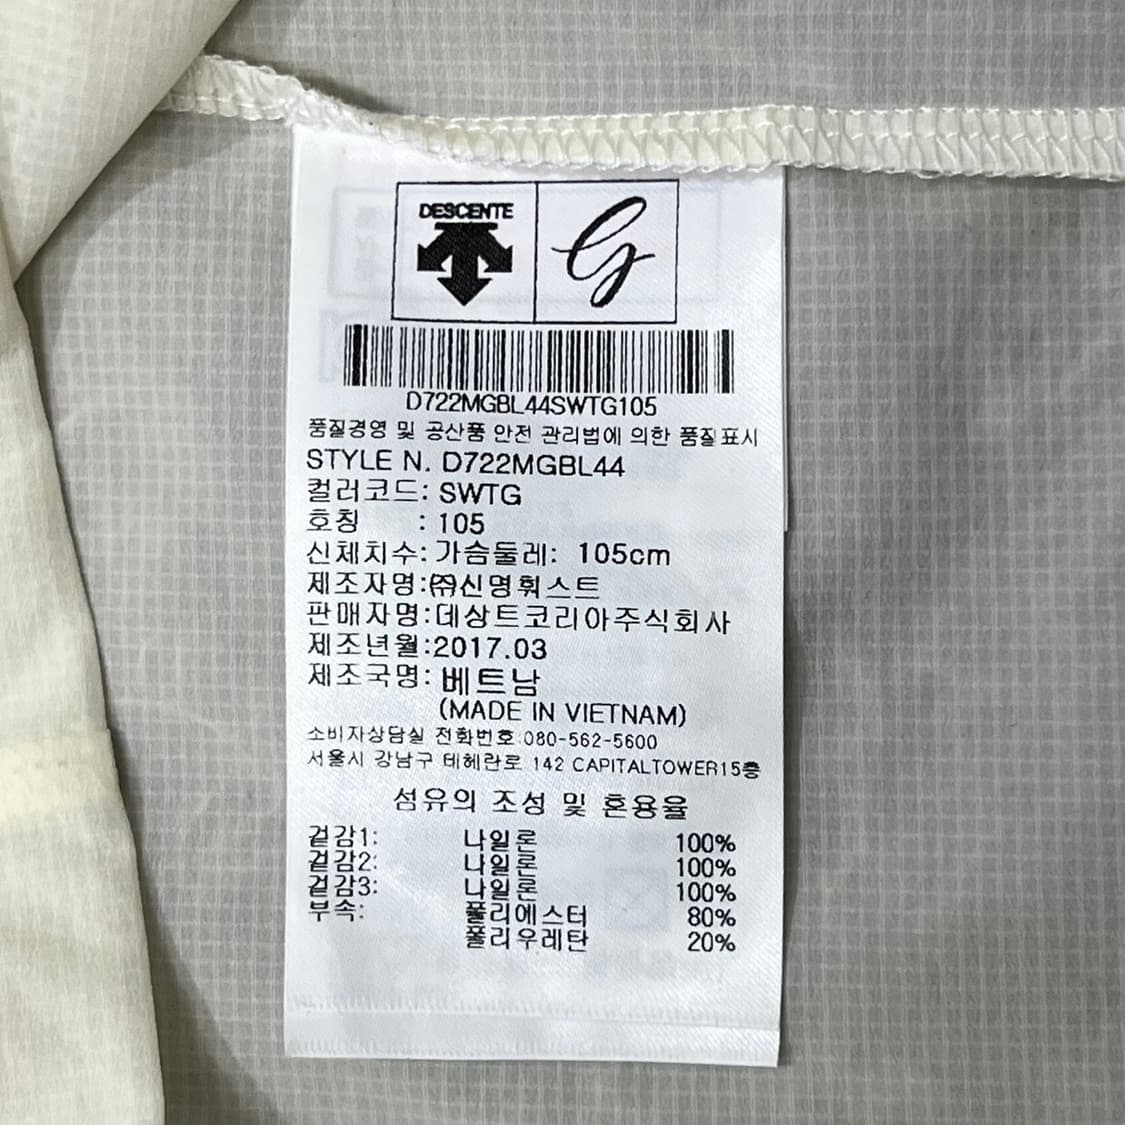 DESCENTE
G
D722MGBL44SWTG105
품질경영 및 공산품 안전 관리법에 의한 품질표시
STYLE N. D722MGBL44
컬러코드: SWTG
호칭 : 105
신체치수: 가슴둘레: 105cm
제조자명:㈜신명훠스트
판매자명:데상트코리아주식회사
제조년월:2017.03
제조국명: 베트남
(MADE IN VIETNAM)
소비자상담실 전화번호:080-562-5600
서울시 강남구 테헤란로 142 CAPITALTOWER15층
섬유의 조성 및 혼용율
겉감1: 나일론 100%
겉감2: 나일론 100%
겉감3: 나일론 100%
부속: 폴리에스터 80%
폴리우레탄 20%